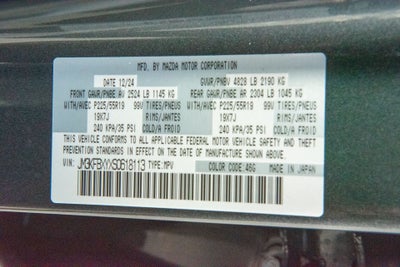 MFD. BY MAZDA MOTOR CORPORATION
DATE 12/24 GVWR/PNBV 4828 LB 2190 KG
FRONT GAWR/PNBE AV 2524 LB 1145 KG REAR GAWR/PNBE AR 2304 LB 1045 KG
WITH/AVEC P225/55R19 99V TIRES/PNEUS WITH/AVEC P225/55R19 99V TIRES/PNEUS
19X7J RIMS/JANTES 19X7J RIMS/JANTES
240 KPA/35 PSI COLD/A FROID 240 KPA/35 PSI COLD/A FROID
THIS VEHICLE CONFORMS TO ALL APPLICABLE FEDERAL MOTOR VEHICLE SAFETY AND THEFT
PREVENTION STANDARDS IN EFFECT ON THE DATE OF MANUFACTURE SHOWN ABOVE.
TYPE MPV COLOR CODE: 46G MADE IN JAPAN